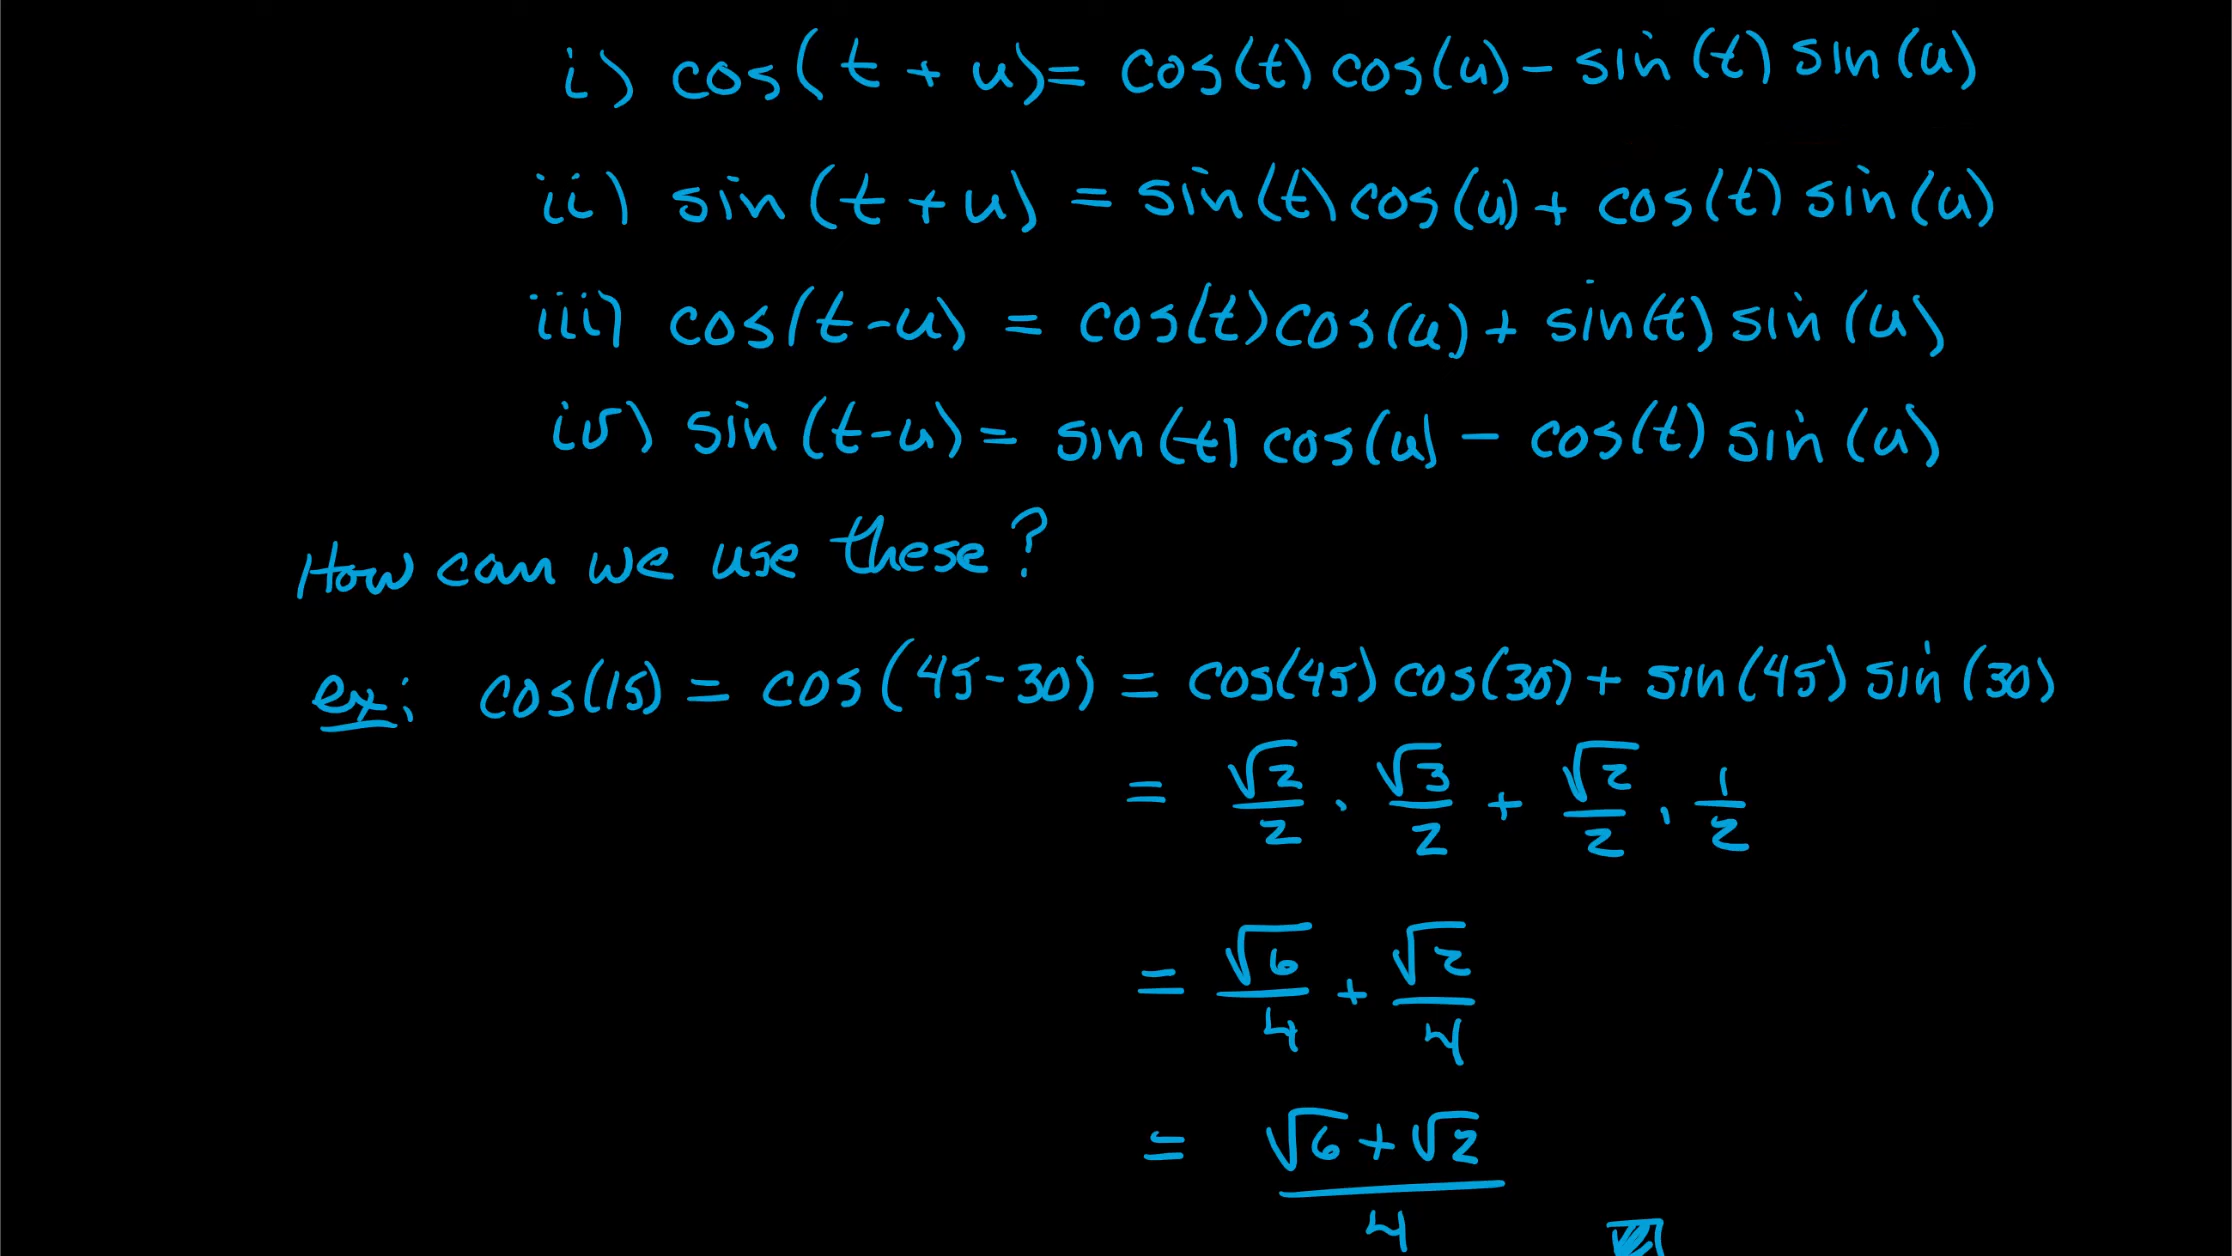 i) cos(t + u) = cos(t) cos(u) - sin(t) sin(u)
ii) sin(t + u) = sin(t) cos(u) + cos(t) sin(u)
iii) cos(t-u) = cos(t)cos(u) + sin(t) sin(u)
iv) sin(t-u) = sin(t) cos(u) - cos(t) sin(u)
How can we use these?
ex: cos(15) = cos(45-30) = cos(45) cos(30) + sin(45) sin(30)
= √2/2 · √3/2 + √2/2 · 1/2
= √6/4 + √2/4
= (√6 + √2)/4